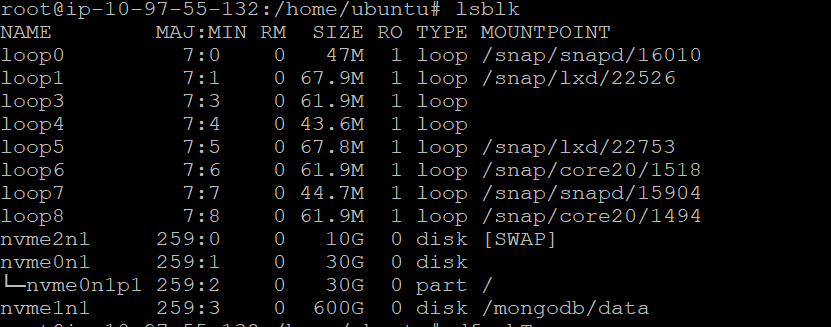 root@ip-10-97-55-132:/home/ubuntu# lsblk
NAME        MAJ:MIN RM  SIZE RO TYPE MOUNTPOINT
loop0         7:0    0   47M  1 loop /snap/snapd/16010
loop1         7:1    0 67.9M  1 loop /snap/lxd/22526
loop3         7:3    0 61.9M  1 loop
loop4         7:4    0 43.6M  1 loop
loop5         7:5    0 67.8M  1 loop /snap/lxd/22753
loop6         7:6    0 61.9M  1 loop /snap/core20/1518
loop7         7:7    0 44.7M  1 loop /snap/snapd/15904
loop8         7:8    0 61.9M  1 loop /snap/core20/1494
nvme2n1     259:0    0   10G  0 disk [SWAP]
nvme0n1     259:1    0   30G  0 disk
└─nvme0n1p1 259:2    0   30G  0 part /
nvme1n1     259:3    0  600G  0 disk /mongodb/data